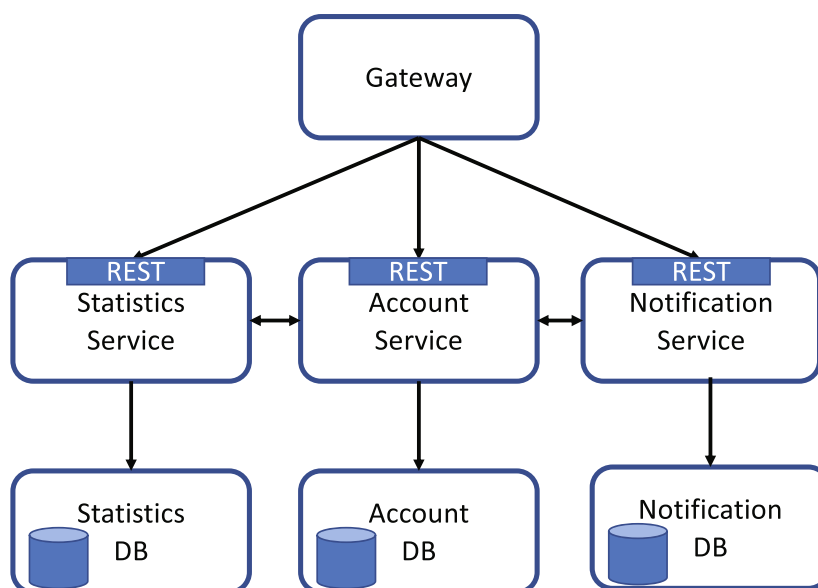 Gateway
REST
Statistics
Service
REST
Account
Service
REST
Notification
Service
Statistics
DB
Account
DB
Notification
DB